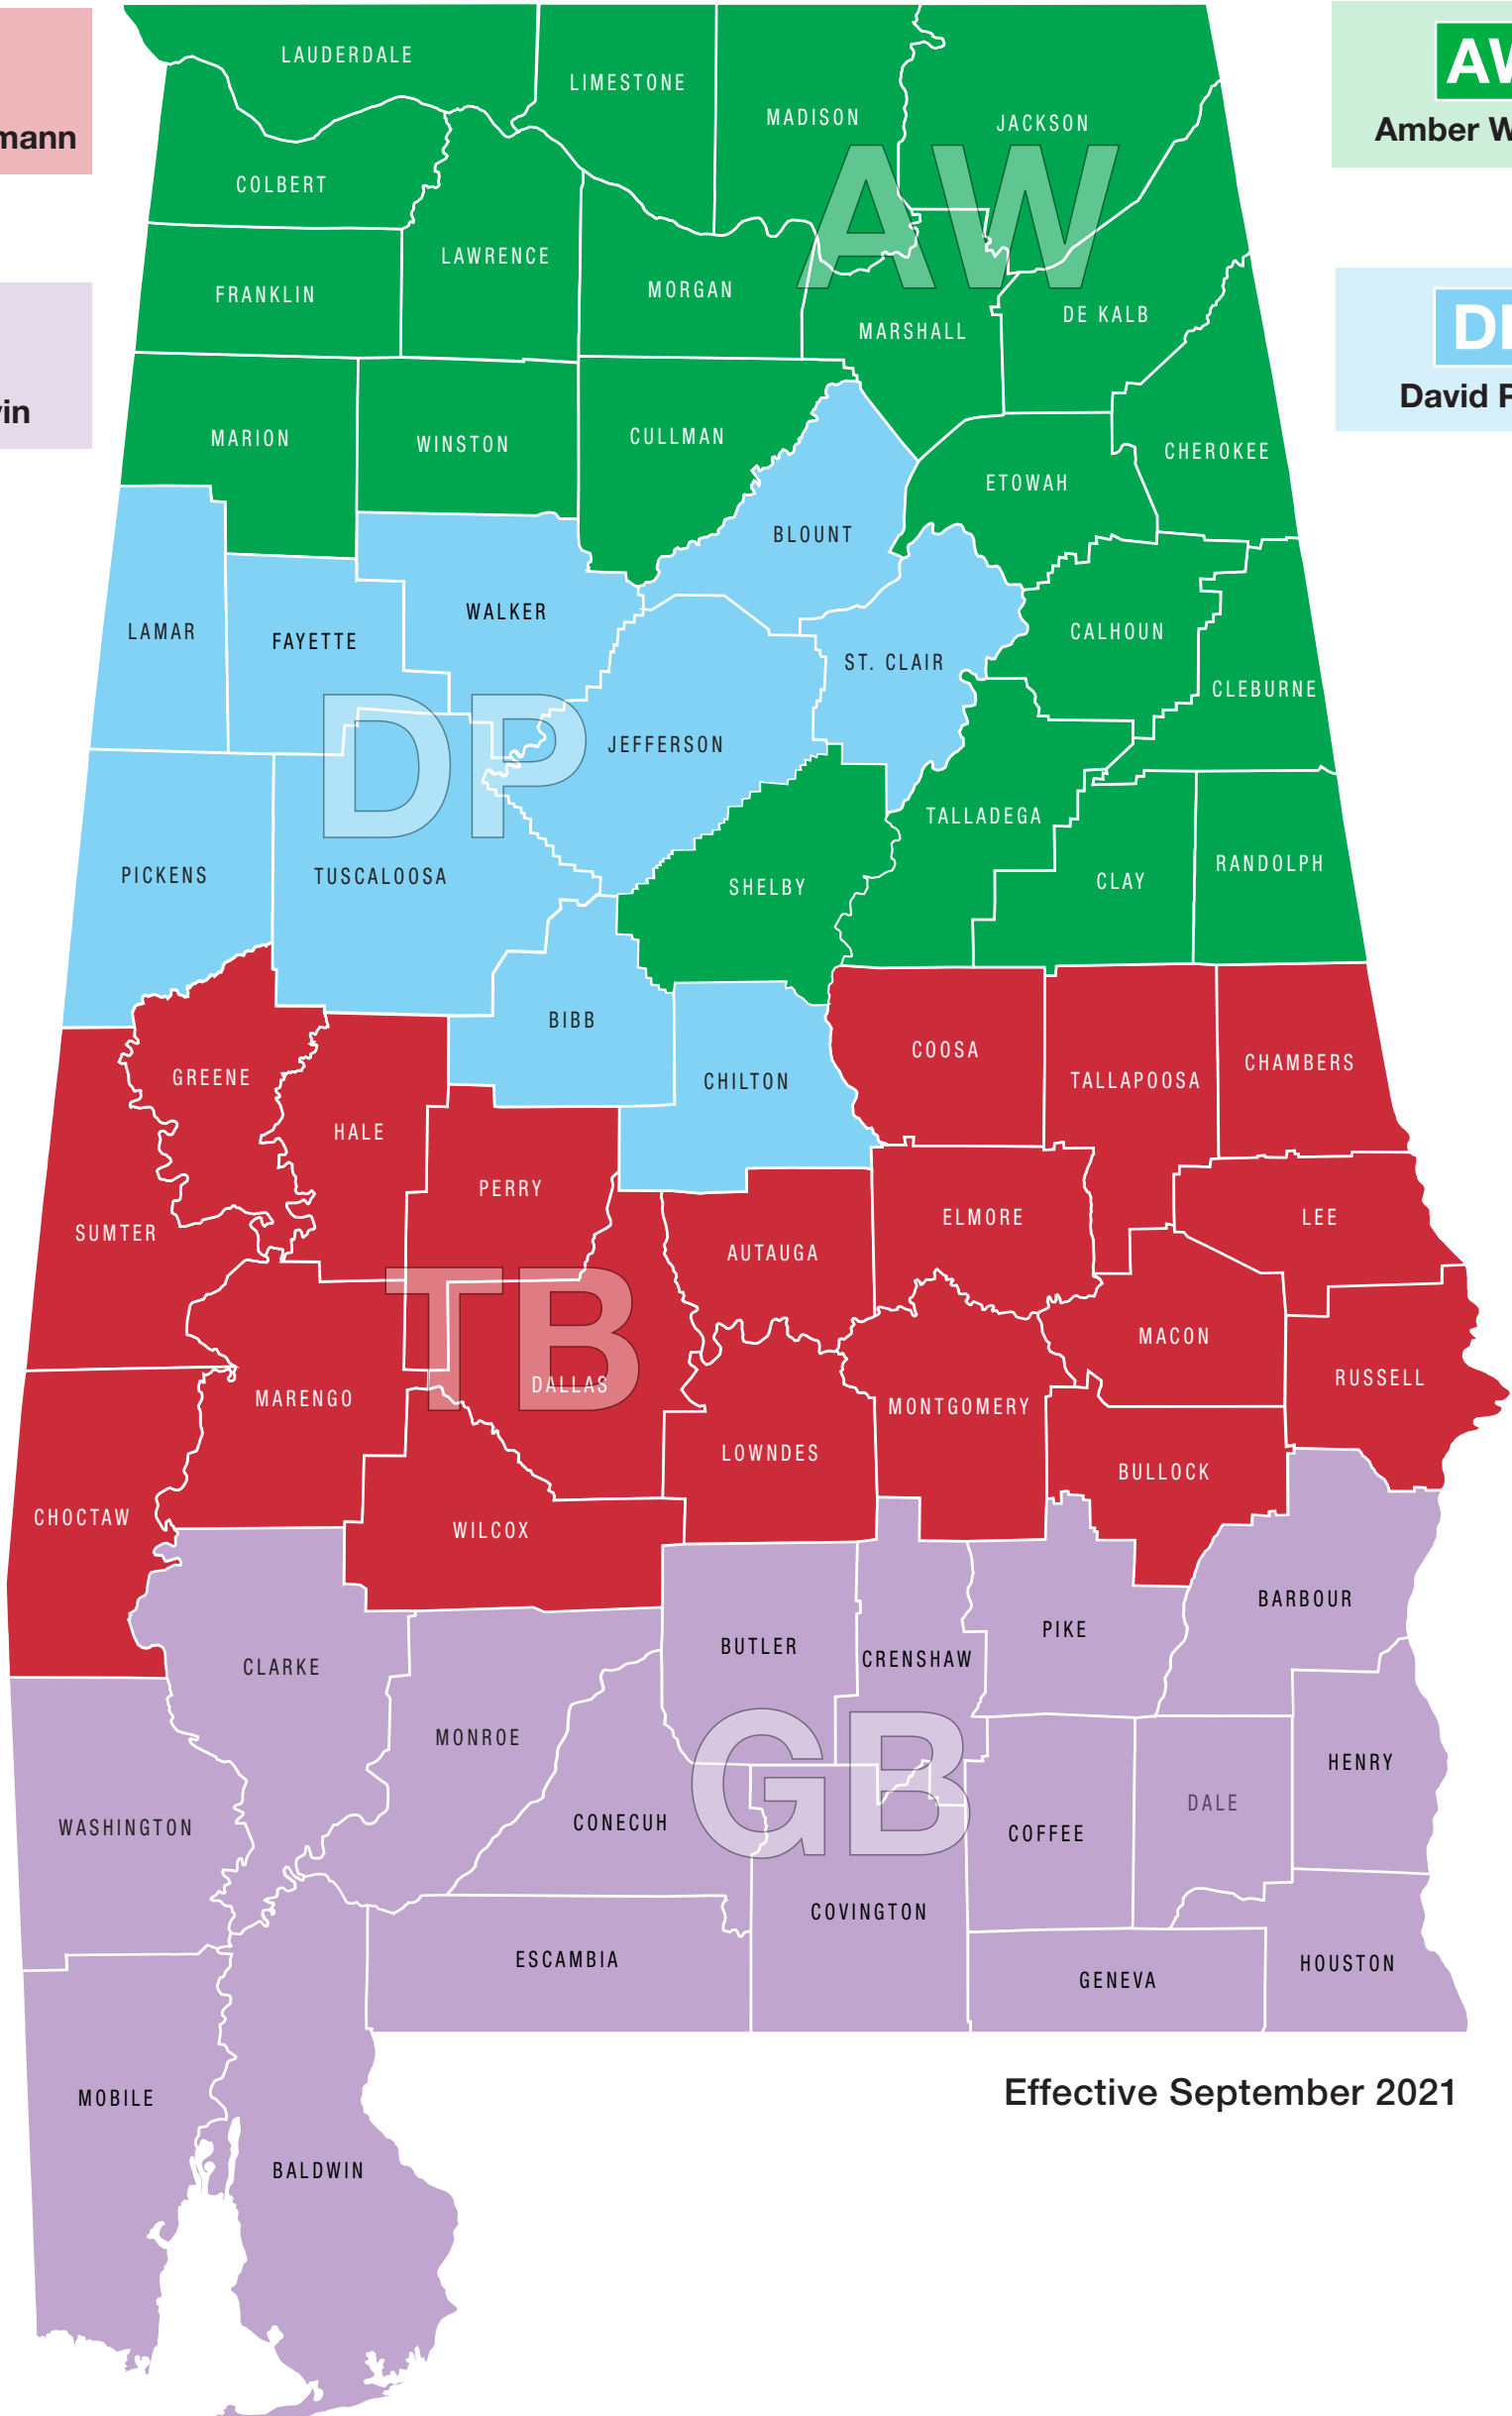 LAUDERDALE
LIMESTONE
MADISON
JACKSON
AW
Amber W
mann
COLBERT
AW
FRANKLIN
LAWRENCE
MORGAN
MARSHALL
DE KALB
DP
David P
vin
MARION
WINSTON
CULLMAN
CHEROKEE
ETOWAH
BLOUNT
LAMAR
FAYETTE
WALKER
ST. CLAIR
CALHOUN
CLEBURNE
DP
JEFFERSON
TALLADEGA
PICKENS
TUSCALOOSA
SHELBY
CLAY
RANDOLPH
BIBB
COOSA
CHAMBERS
GREENE
CHILTON
TALLAPOOSA
HALE
PERRY
SUMTER
AUTAUGA
ELMORE
LEE
TB
MACON
DALLAS
RUSSELL
MARENGO
MONTGOMERY
LOWNDES
BULLOCK
CHOCTAW
WILCOX
BARBOUR
CLARKE
BUTLER
CRENSHAW
PIKE
MONROE
GB
HENRY
WASHINGTON
CONECUH
COFFEE
DALE
COVINGTON
ESCAMBIA
GENEVA
HOUSTON
MOBILE
Effective September 2021
BALDWIN